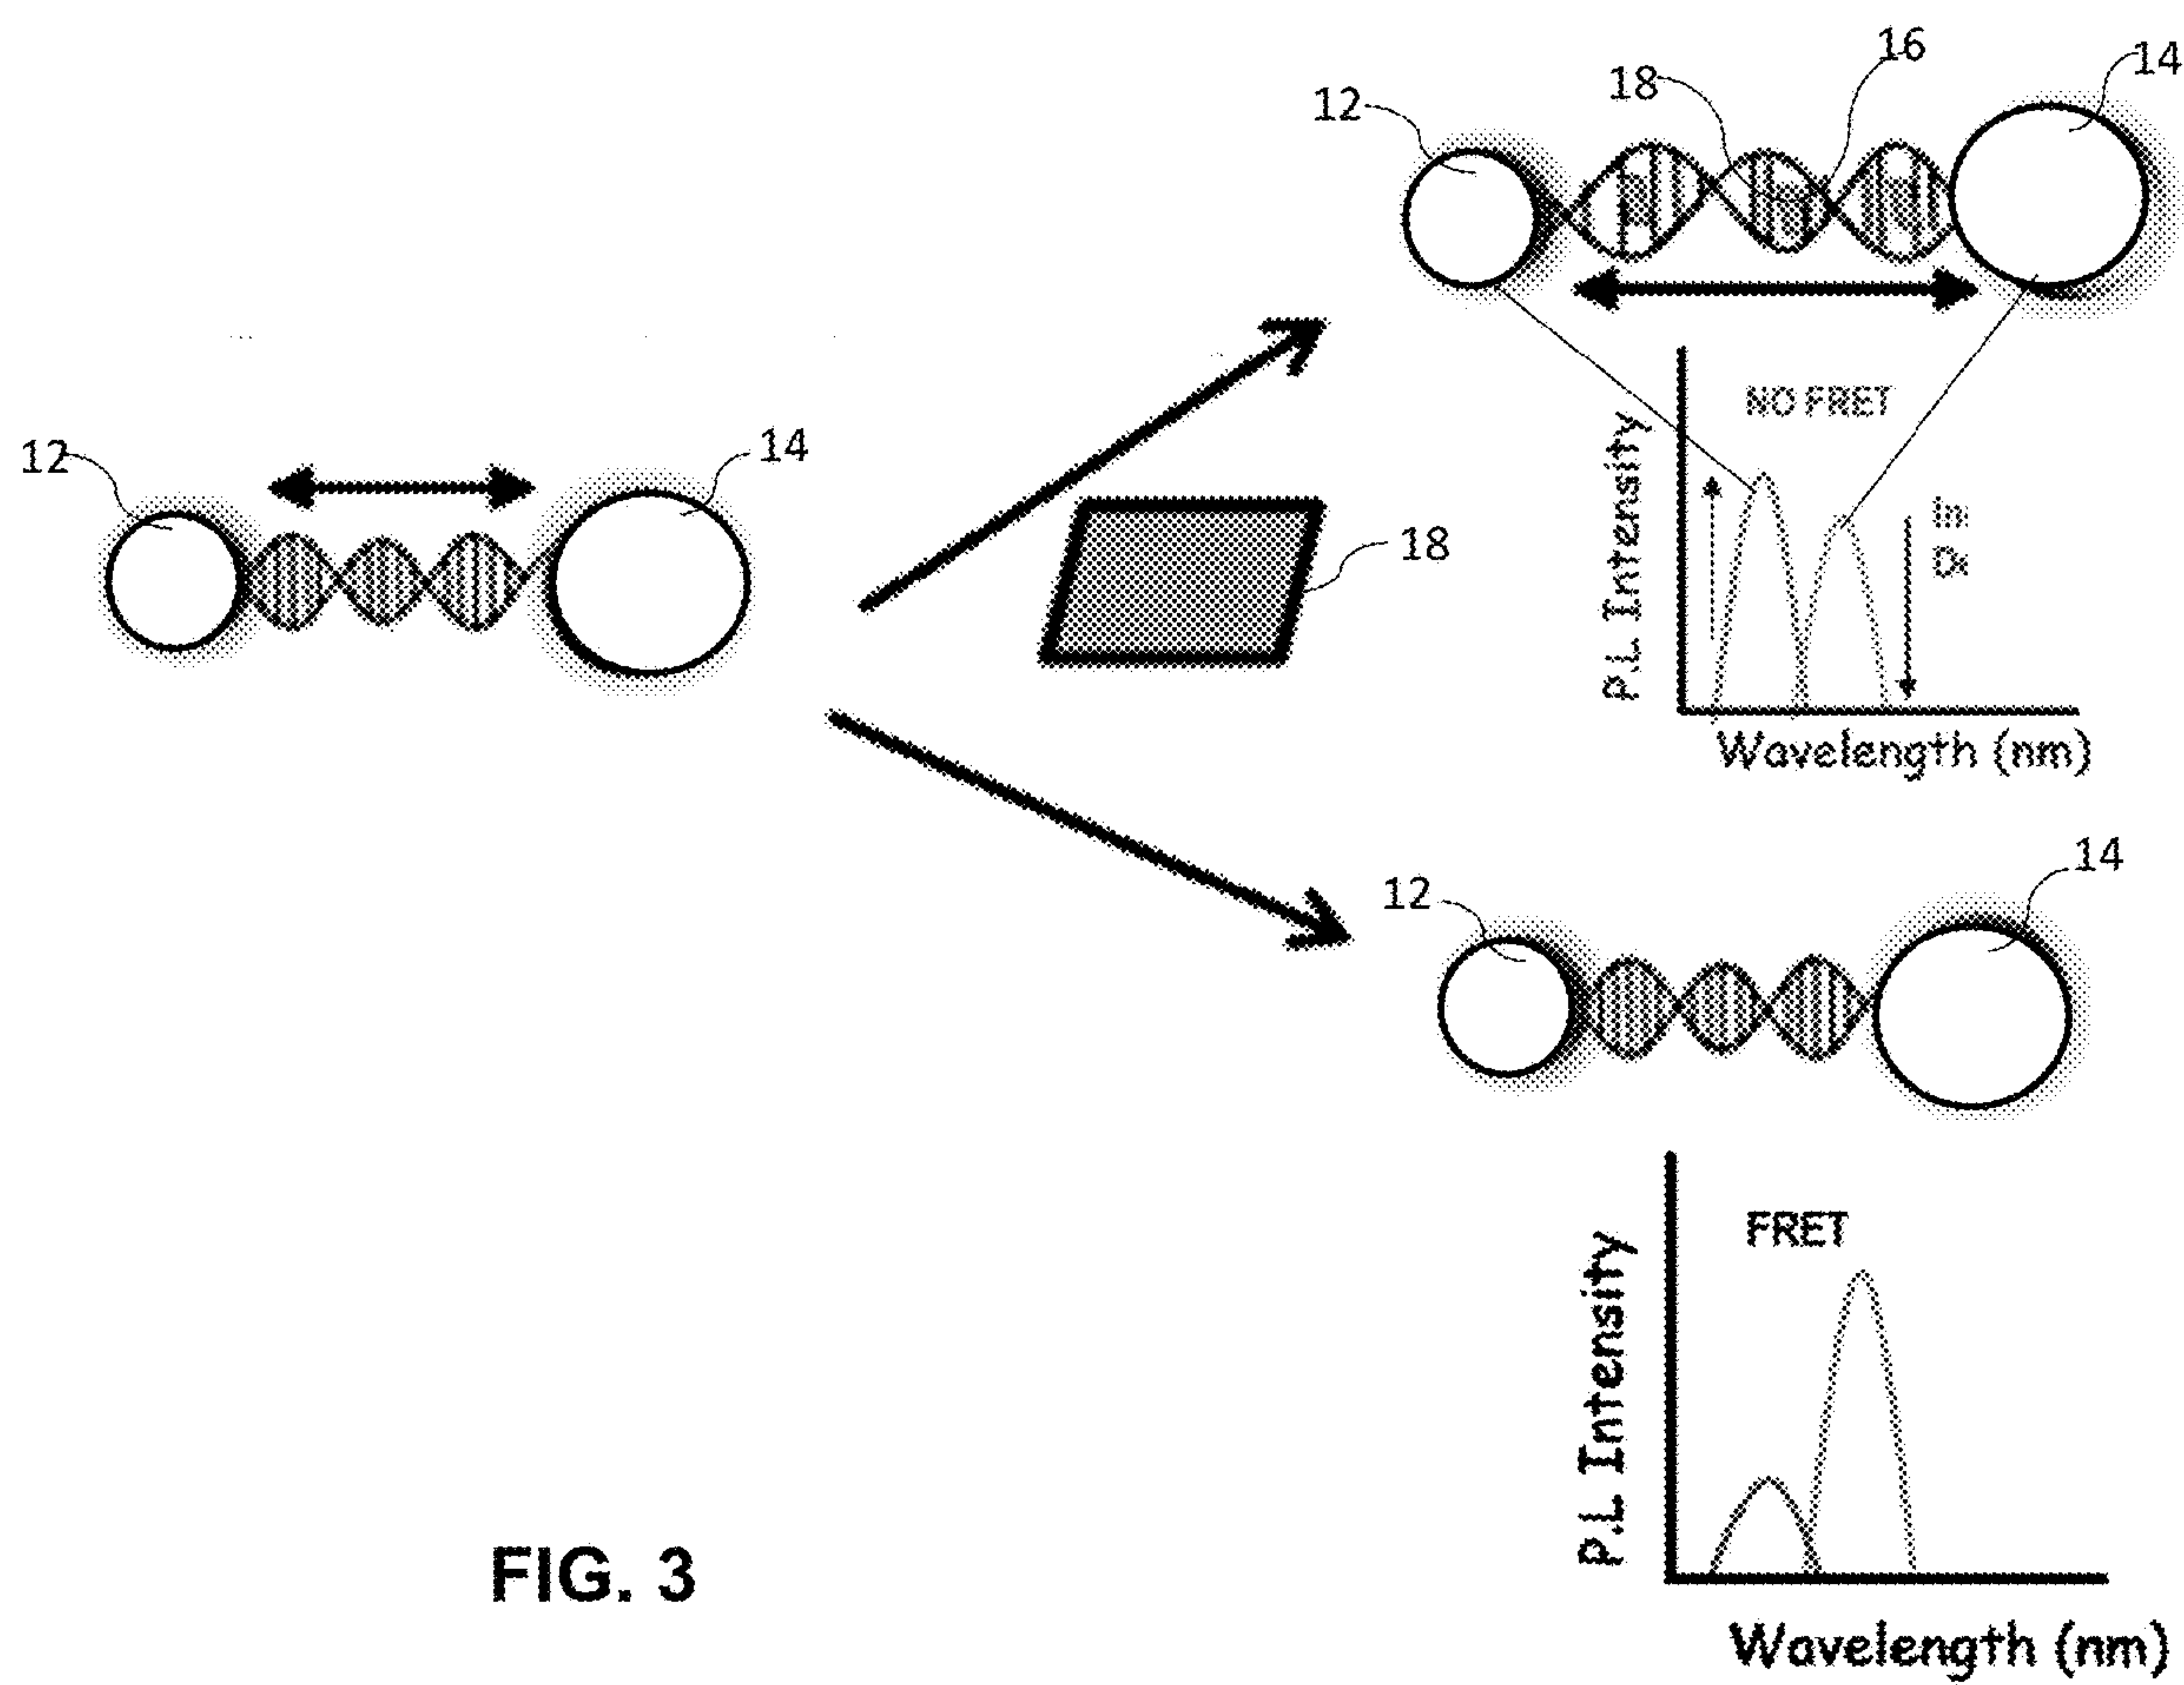 12
14
18
12
18
16
14
NO FRET
P.L Intensity
Wavelength (nm)
12
14
FRET
P.L Intensity
Wavelength (nm)
FIG. 3